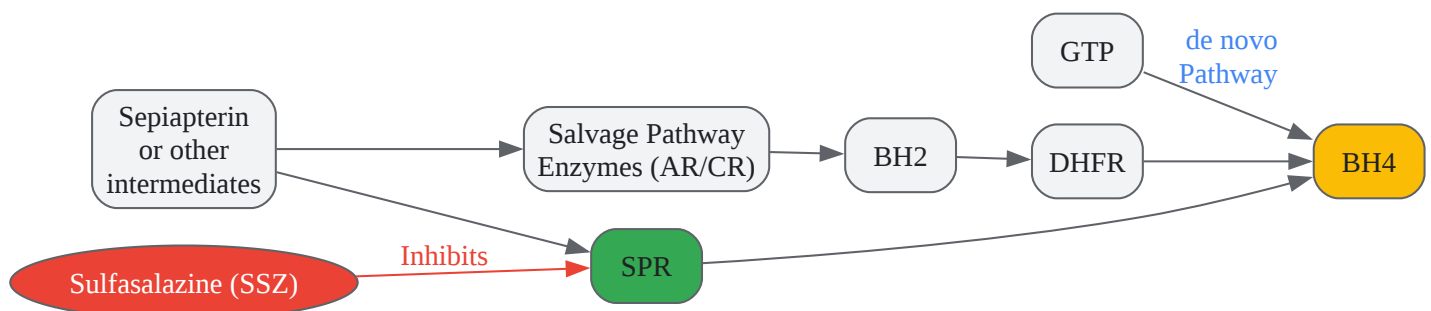 GTP
de novo
Pathway
Sepiapterin
or other
intermediates
Salvage Pathway
Enzymes (AR/CR)
BH2
DHFR
BH4
Inhibits
Sulfasalazine (SSZ)
SPR